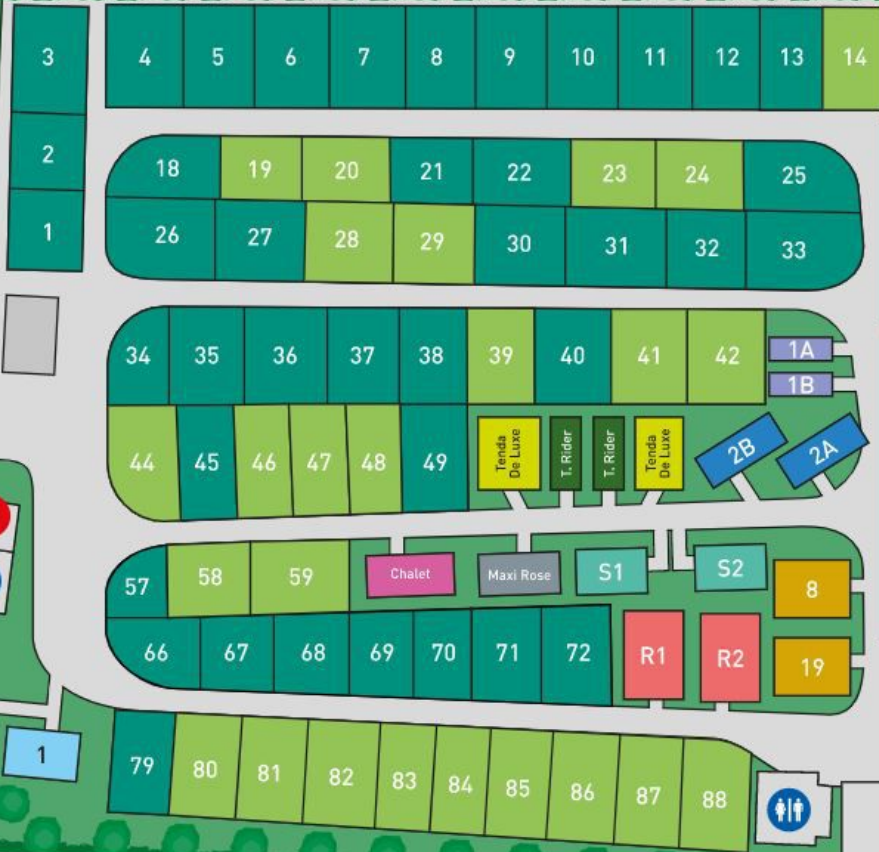 3
4 5 6 7 8 9 10 11 12 13 14
2
18 19 20 21 22 23 24 25
1
26 27 28 29 30 31 32 33
34 35 36 37 38 39 40 41 42
1A
1B
44 45 46 47 48 49
Tenda
De Luxe
T. Rider
T. Rider
Tenda
De Luxe
2B
2A
57 58 59
Chalet
Maxi Rose
S1
S2
8
66 67 68 69 70 71 72
R1
R2
19
1
79 80 81 82 83 84 85 86 87 88